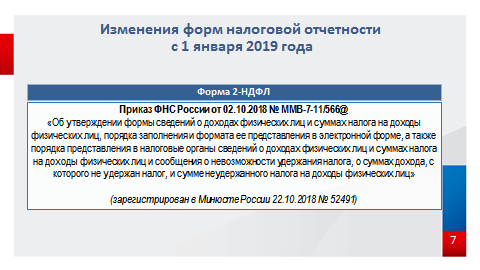 Изменения форм налоговой отчетности
с 1 января 2019 года
Форма 2-НДФЛ
Приказ ФНС России от 02.10.2018 № ММВ-7-11/566@
«Об утверждении формы сведений о доходах физических лиц и суммах налога на доходы
физических лиц, порядка заполнения и формата ее представления в электронной форме, а также
порядка представления в налоговые органы сведений о доходах физических лиц и суммах налога
на доходы физических лиц и сообщения о невозможности удержания налога, о суммах дохода, с
которого не удержан налог, и сумме неудержанного налога на доходы физических лиц»
(зарегистрирован в Минюсте России 22.10.2018 № 52491)
7